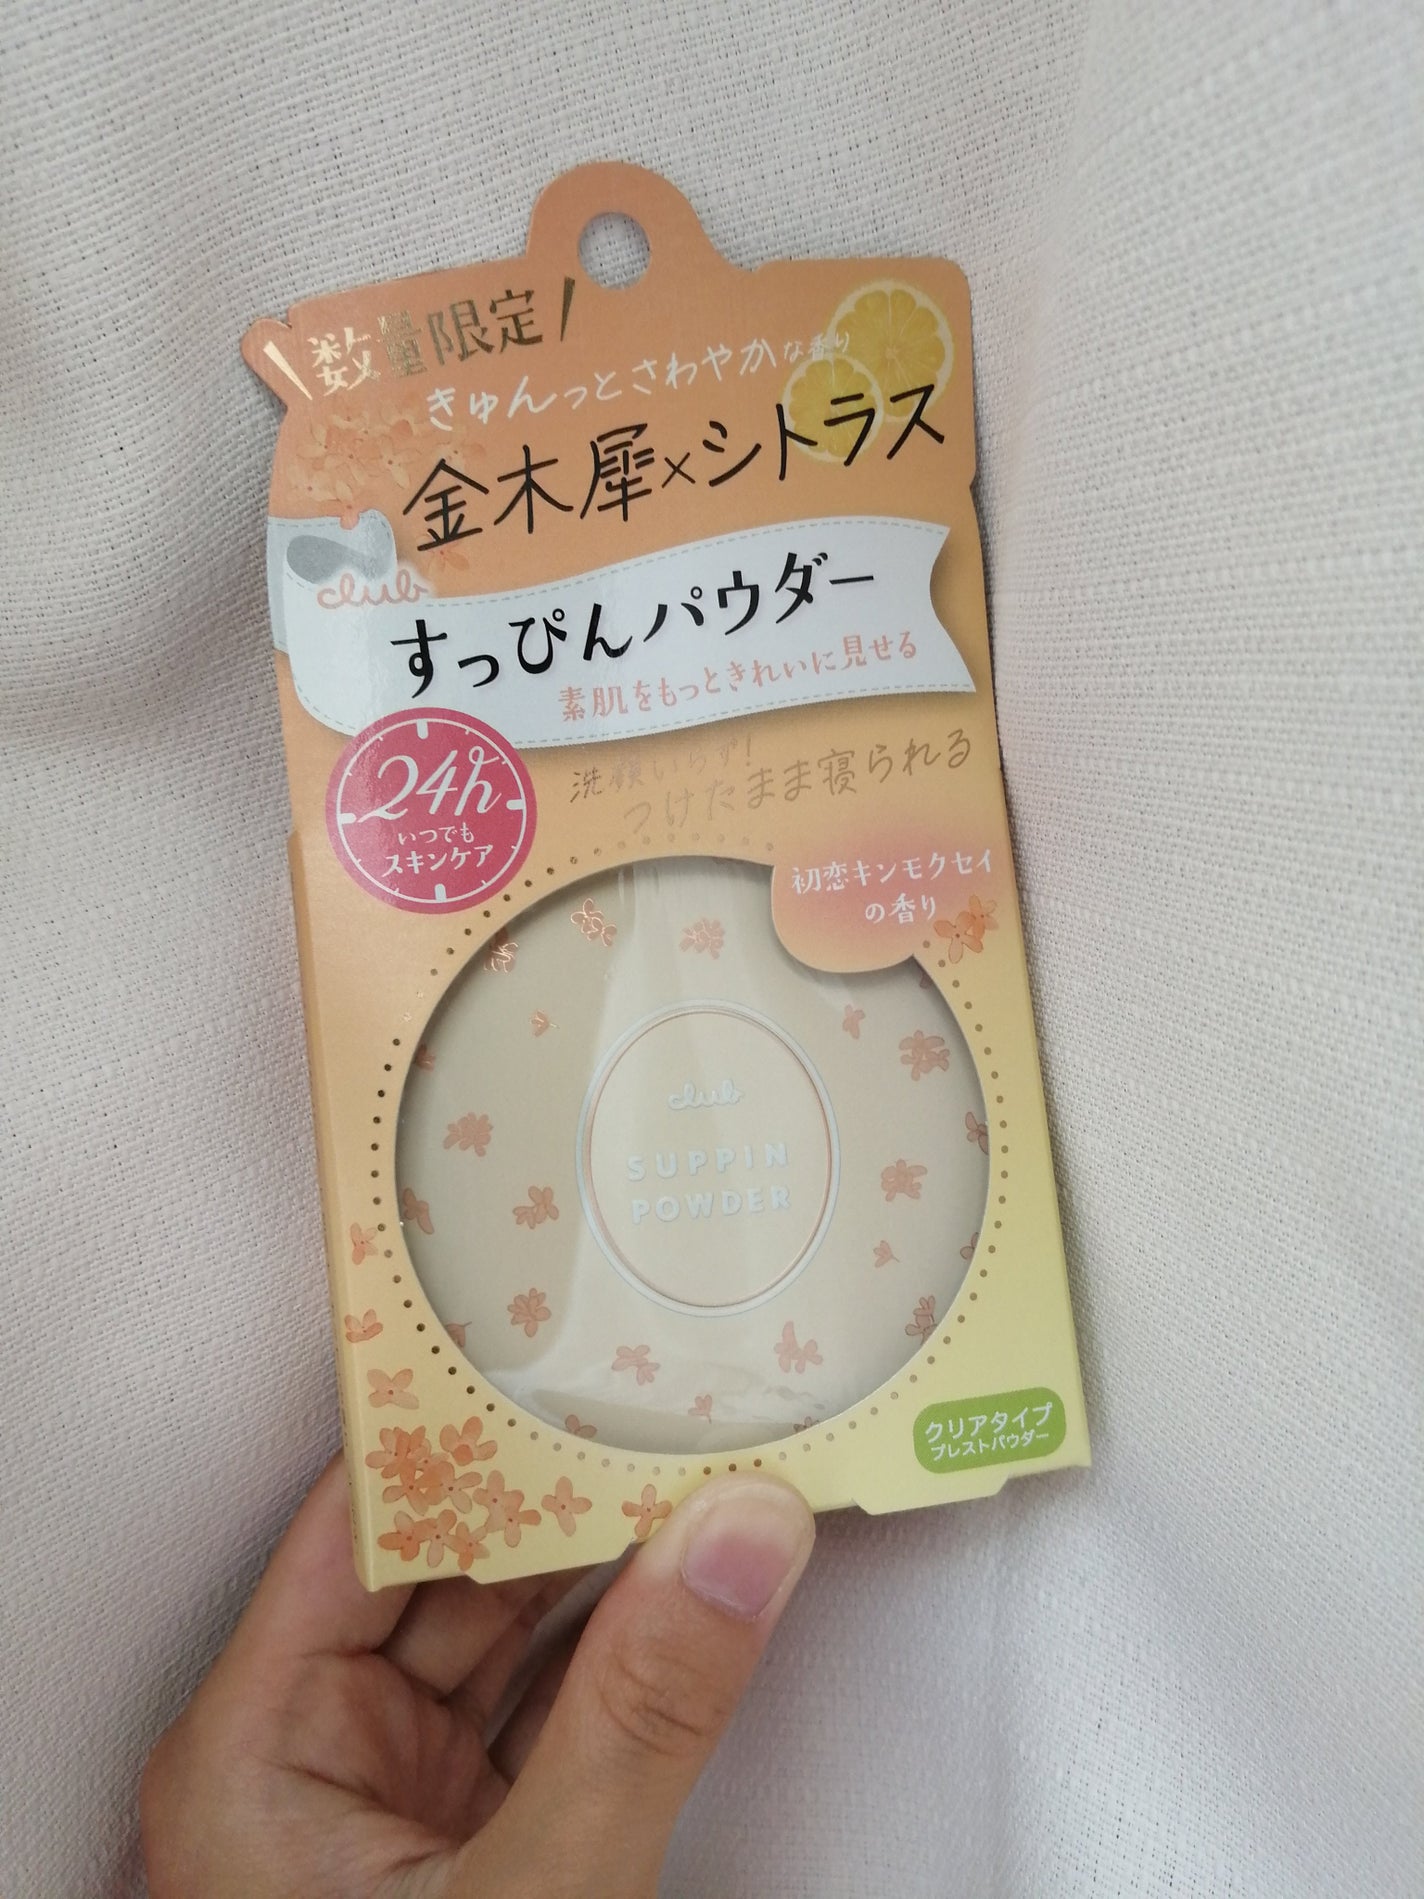 数量限定
きゅんっとさわやかな香り
金木犀×シトラス
club
すっぴんパウダー
素肌をもっときれいに見せる
洗顔いらず!
つけたまま寝られる
24h
いつでも
スキンケア
初恋キンモクセイ
の香り
club
SUPPIN
POWDER
クリアタイプ
プレストパウダー